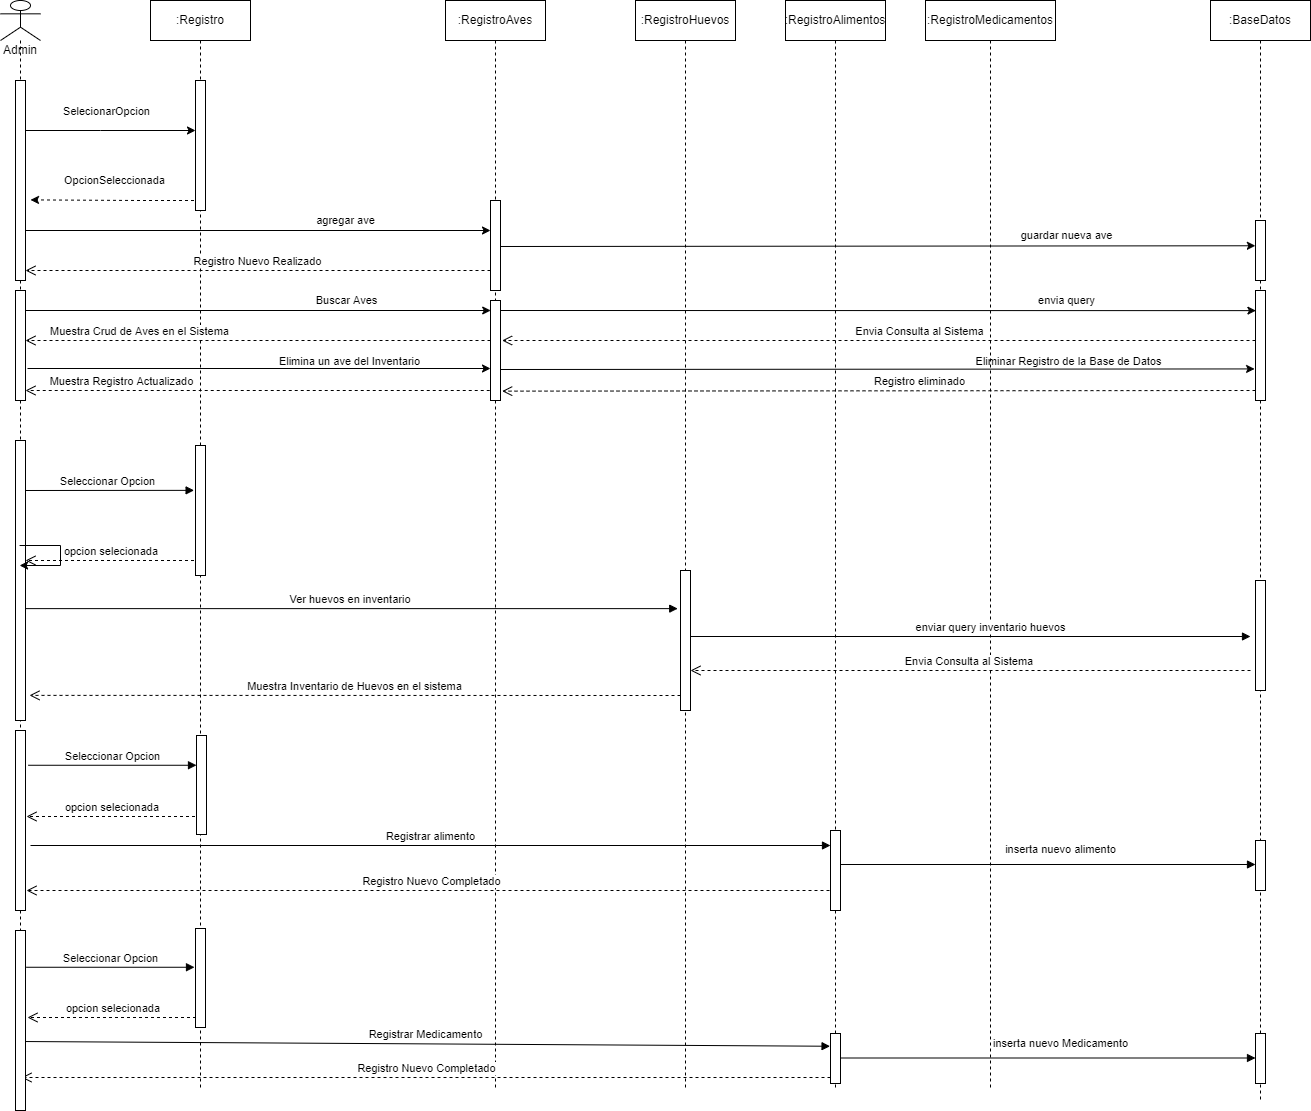 :Registro
:RegistroAves
:RegistroHuevos
:RegistroAlimentos
:RegistroMedicamentos
:BaseDatos
Admin
SelecionarOpcion
OpcionSeleccionada
agregar ave
guardar nueva ave
Registro Nuevo Realizado
Buscar Aves
envia query
Muestra Crud de Aves en el Sistema
Envia Consulta al Sistema
Elimina un ave del Inventario
Eliminar Registro de la Base de Datos
Muestra Registro Actualizado
Registro eliminado
Seleccionar Opcion
opcion selecionada
Ver huevos en inventario
enviar query inventario huevos
Envia Consulta al Sistema
Muestra Inventario de Huevos en el sistema
Seleccionar Opcion
opcion selecionada
Registrar alimento
inserta nuevo alimento
Registro Nuevo Completado
Seleccionar Opcion
opcion selecionada
Registrar Medicamento
inserta nuevo Medicamento
Registro Nuevo Completado